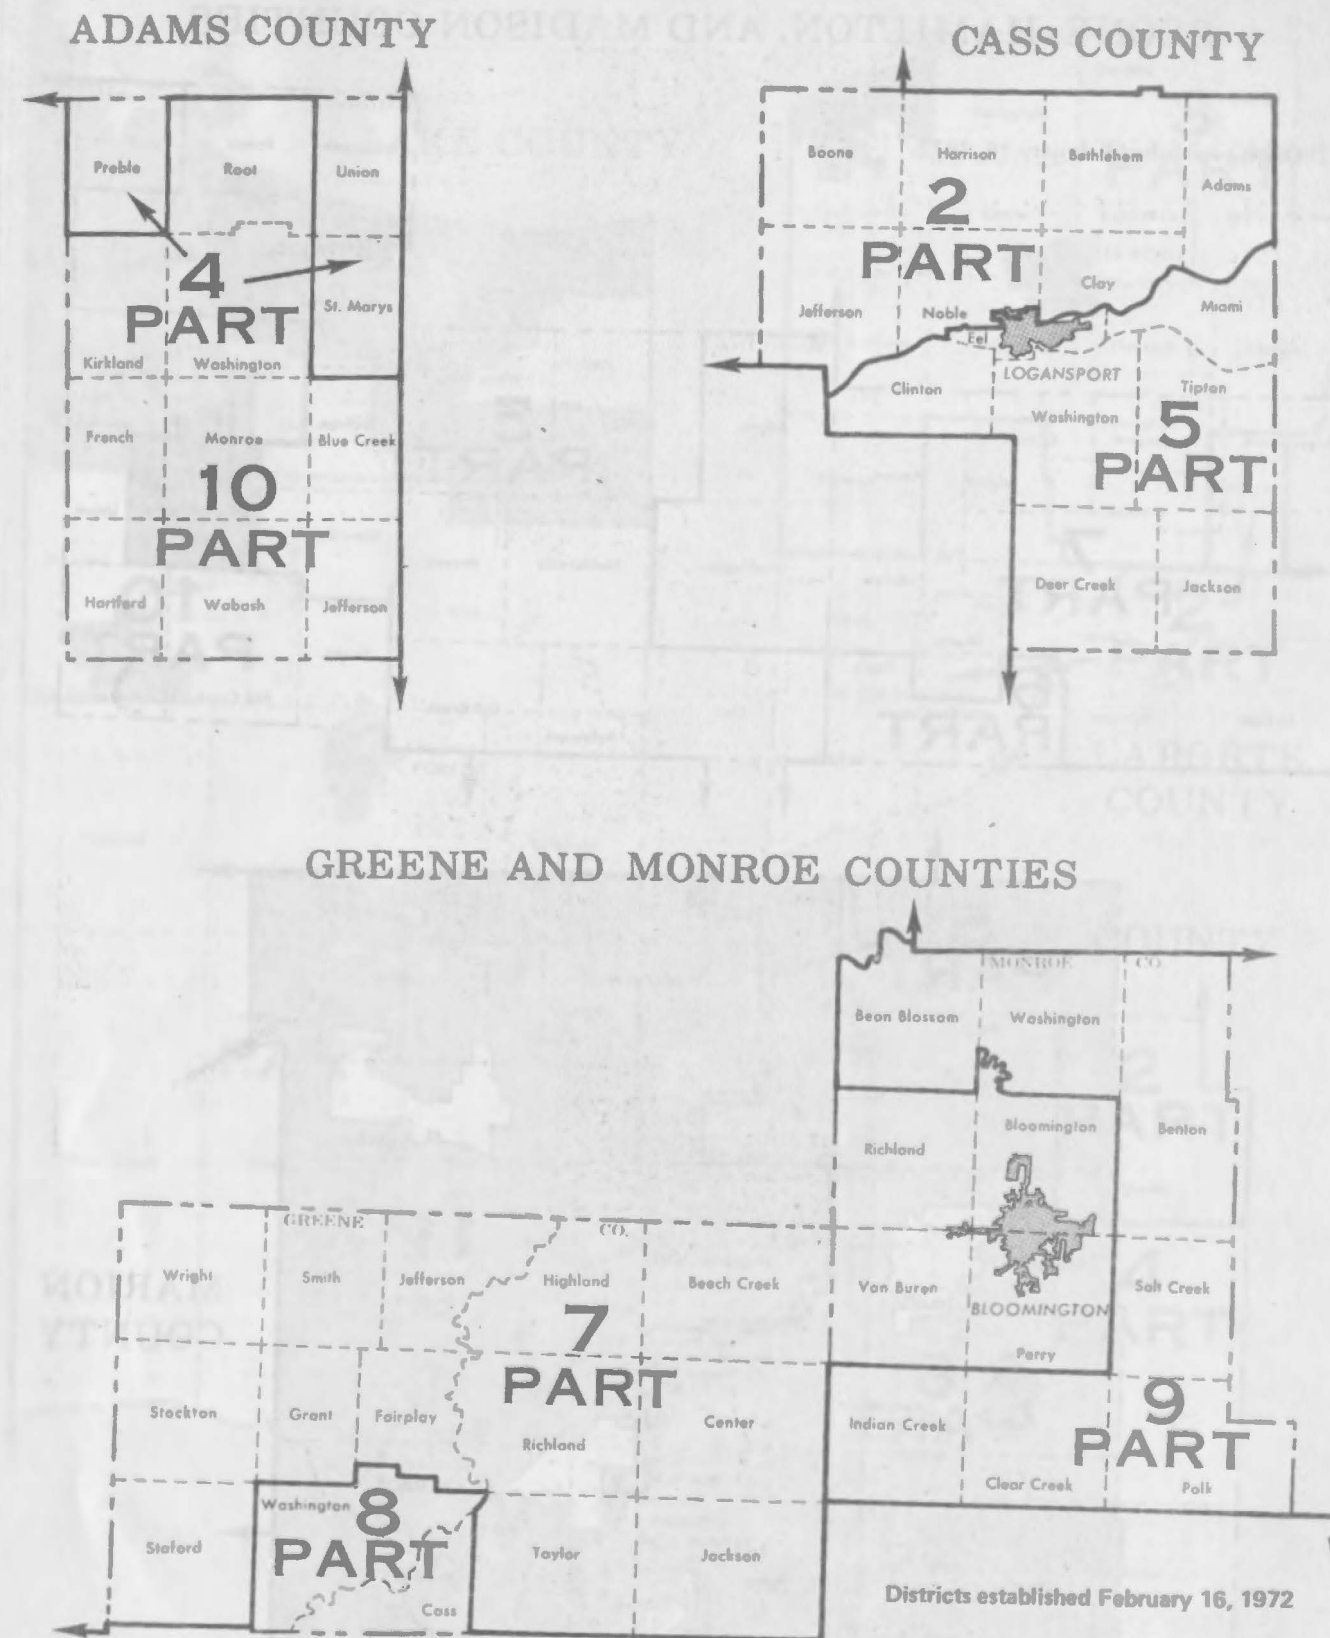 ADAMS COUNTY
Preble Root Union
4
PART
St. Marys
Kirkland Washington
French Monroe Blue Creek
10
PART
Hartford Wabash Jefferson
CASS COUNTY
Boone Harrison Bethlehem
Adams
2
PART
Clay
Jefferson Noble Miami
Eel
LOGANSPORT
Clinton Tipton
Washington
5
PART
Deer Creek Jackson
GREENE AND MONROE COUNTIES
MONROE CO
Bean Blossom Washington
Bloomington
Benton
Richland
Van Buren Salt Creek
BLOOMINGTON
Perry
9
PART
Indian Creek
Clear Creek Polk
GREENE CO.
Wright Smith Jefferson Highland Beech Creek
7
PART
Stockton Grant Fairplay Center
Richland
Washington
8
PART
Staford Taylor Jackson
Cass
Districts established February 16, 1972